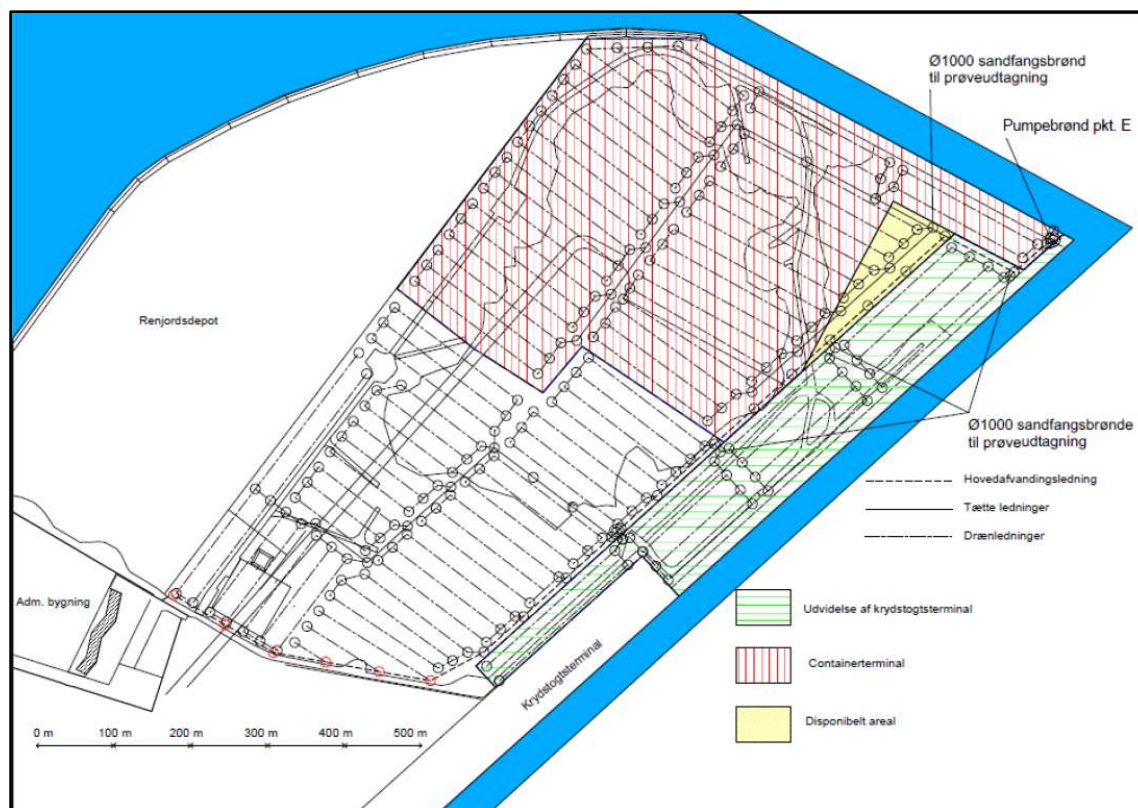 Ø1000 sandfangsbrønd
til prøveudtagning
Pumpebrønd pkt. E
Renjordsdepot
Ø1000 sandfangsbrønde
til prøveudtagning
Hovedafvandingsledning
Tætte ledninger
Drænledninger
Adm. bygning
Udvidelse af krydstogtsterminal
Krydstogtsterminal
Containerterminal
Disponibelt areal
0 m 100 m 200 m 300 m 400 m 500 m